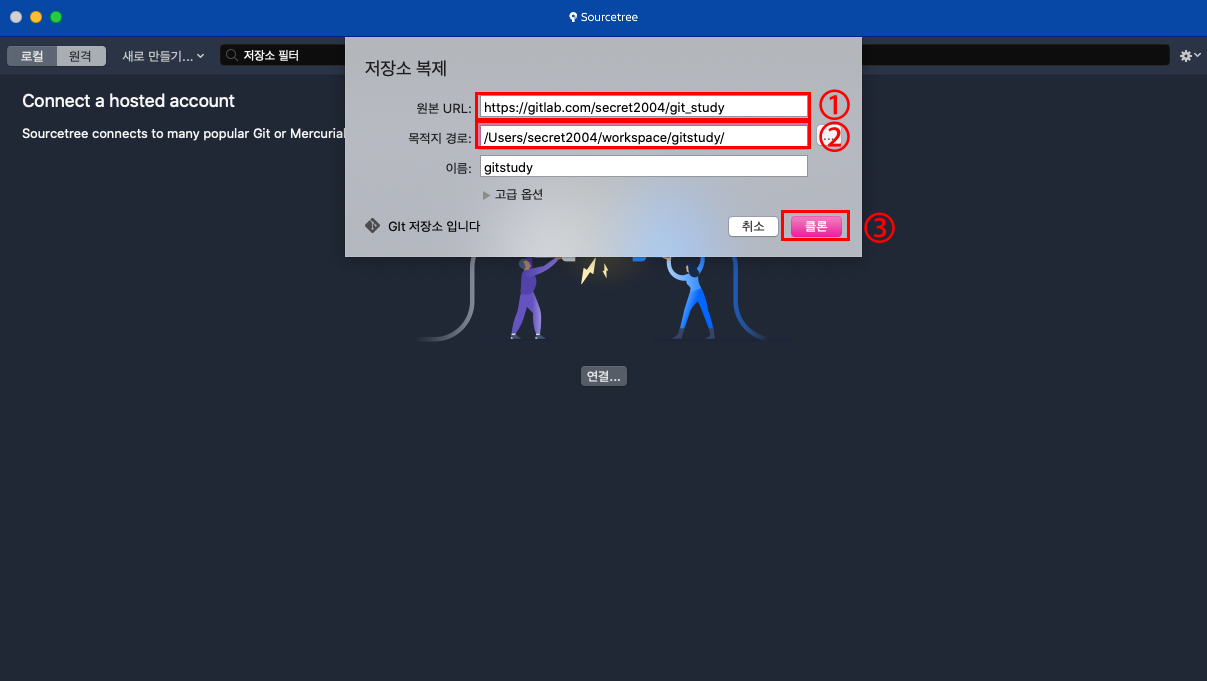 Sourcetree
로컬 원격 새로 만들기... 저장소 필터
Connect a hosted account
Sourcetree connects to many popular Git or Mercurial
저장소 복제
원본 URL: https://gitlab.com/secret2004/git_study ①
목적지 경로: /Users/secret2004/workspace/gitstudy/ ... ②
이름: gitstudy
고급 옵션
GIt 저장소 입니다 취소 클론 ③
연결...